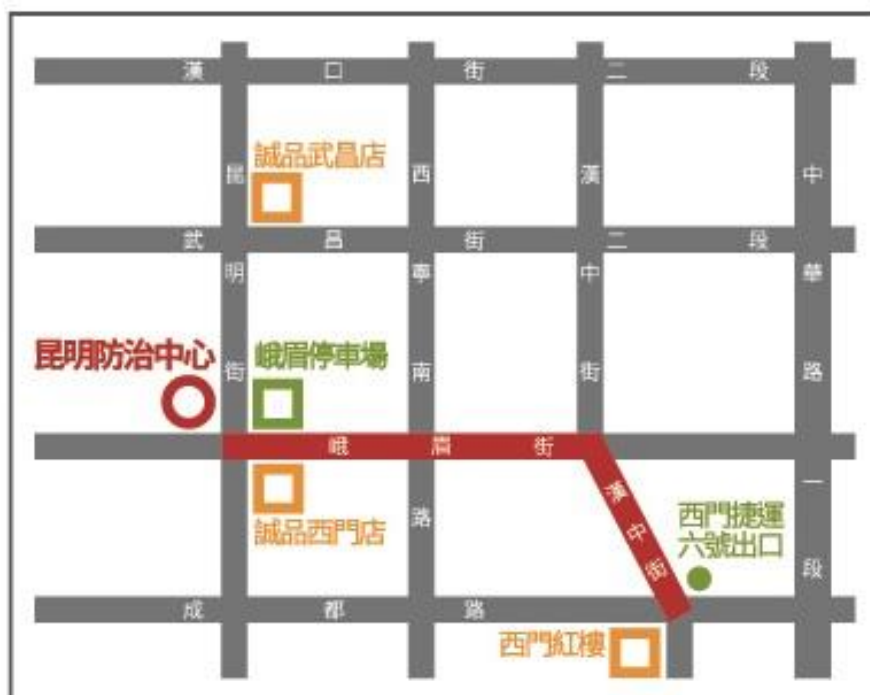 漢口街二段
誠品武昌店
昆明街
西寧南路
漢中街
中華路一段
武昌街二段
昆明防治中心
峨眉停車場
峨眉街
漢中街
誠品西門店
西門捷運
六號出口
成都路
西門紅樓